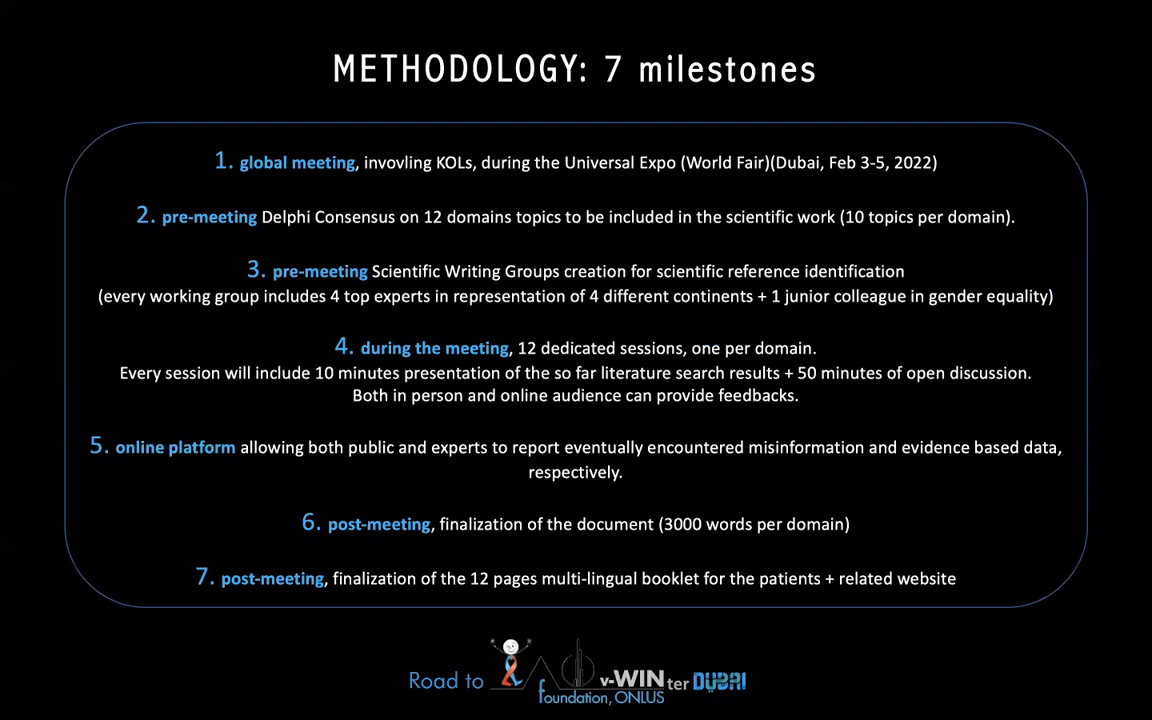 METHODOLOGY: 7 milestones
1. global meeting, invovling KOLs, during the Universal Expo (World Fair)(Dubai, Feb 3-5, 2022)
2. pre-meeting Delphi Consensus on 12 domains topics to be included in the scientific work (10 topics per domain).
3. pre-meeting Scientific Writing Groups creation for scientific reference identification
(every working group includes 4 top experts in representation of 4 different continents + 1 junior colleague in gender equality)
4. during the meeting, 12 dedicated sessions, one per domain.
Every session will include 10 minutes presentation of the so far literature search results + 50 minutes of open discussion.
Both in person and online audience can provide feedbacks.
5. online platform allowing both public and experts to report eventually encountered misinformation and evidence based data,
respectively.
6. post-meeting, finalization of the document (3000 words per domain)
7. post-meeting, finalization of the 12 pages multi-lingual booklet for the patients + related website
Road to v-WINter DUBAI
foundation, ONLUS